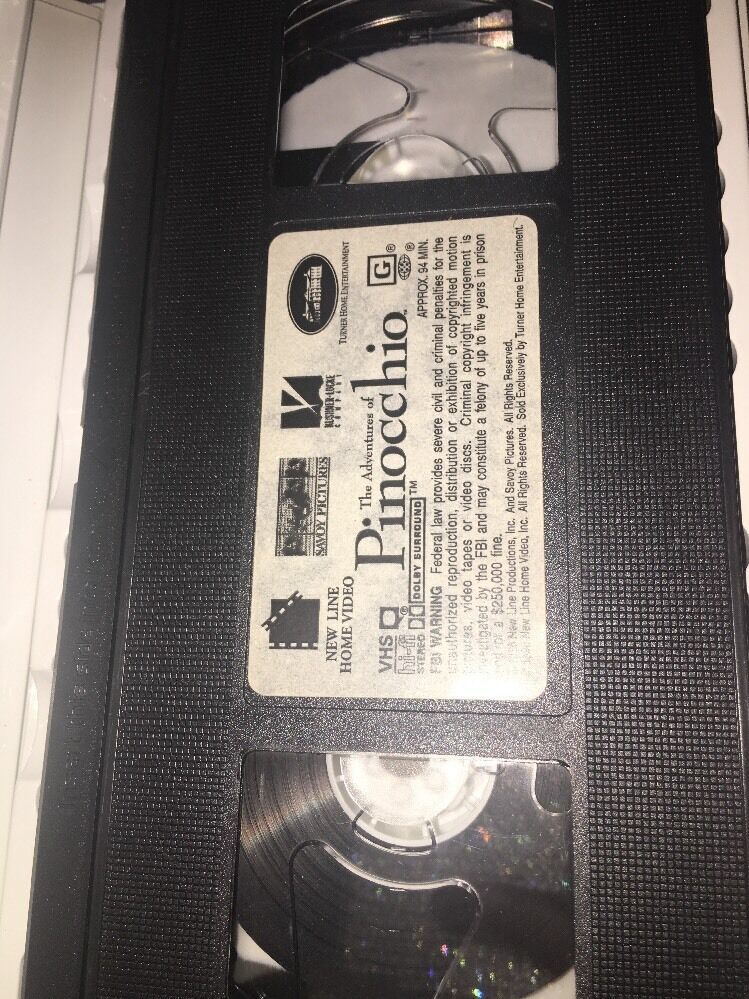 NEW LINE
HOME VIDEO
SAVOY PICTURES
KUSHNER-LOCKE
COMPANY
TURNER HOME ENTERTAINMENT
The Adventures of
Pinocchio
VHS
hi-fi
STEREO
DOLBY SURROUND™
G®
®
APPROX. 94 MIN.
FBI WARNING Federal law provides severe civil and criminal penalties for the
unauthorized reproduction, distribution or exhibition of copyrighted motion
pictures, video tapes or video discs. Criminal copyright infringement is
investigated by the FBI and may constitute a felony of up to five years in prison
and/or a $250,000 fine.
New Line Productions, Inc. And Savoy Pictures. All Rights Reserved.
New Line Home Video, Inc. All Rights Reserved. Sold Exclusively by Turner Home Entertainment.